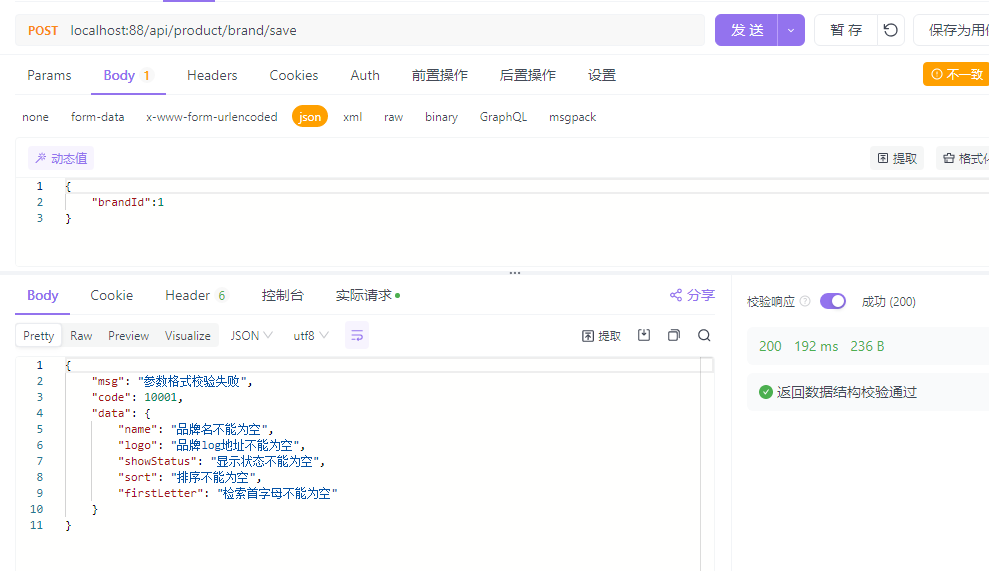 POST localhost:88/api/product/brand/save 发 送 暂 存
Params Body 1 Headers Cookies Auth 前置操作 后置操作 设置 不一致
none form-data x-www-form-urlencoded json xml raw binary GraphQL msgpack
动态值 提取
1 {
2 "brandId":1
3 }
Body Cookie Header 6 控制台 实际请求 分享 校验响应 成功 (200)
Pretty Raw Preview Visualize JSON utf8 提取
200 192 ms 236 B
返回数据结构校验通过
1 {
2 "msg": "参数格式校验失败",
3 "code": 10001,
4 "data": {
5 "name": "品牌名不能为空",
6 "logo": "品牌log地址不能为空",
7 "showStatus": "显示状态不能为空",
8 "sort": "排序不能为空",
9 "firstLetter": "检索首字母不能为空"
10 }
11 }